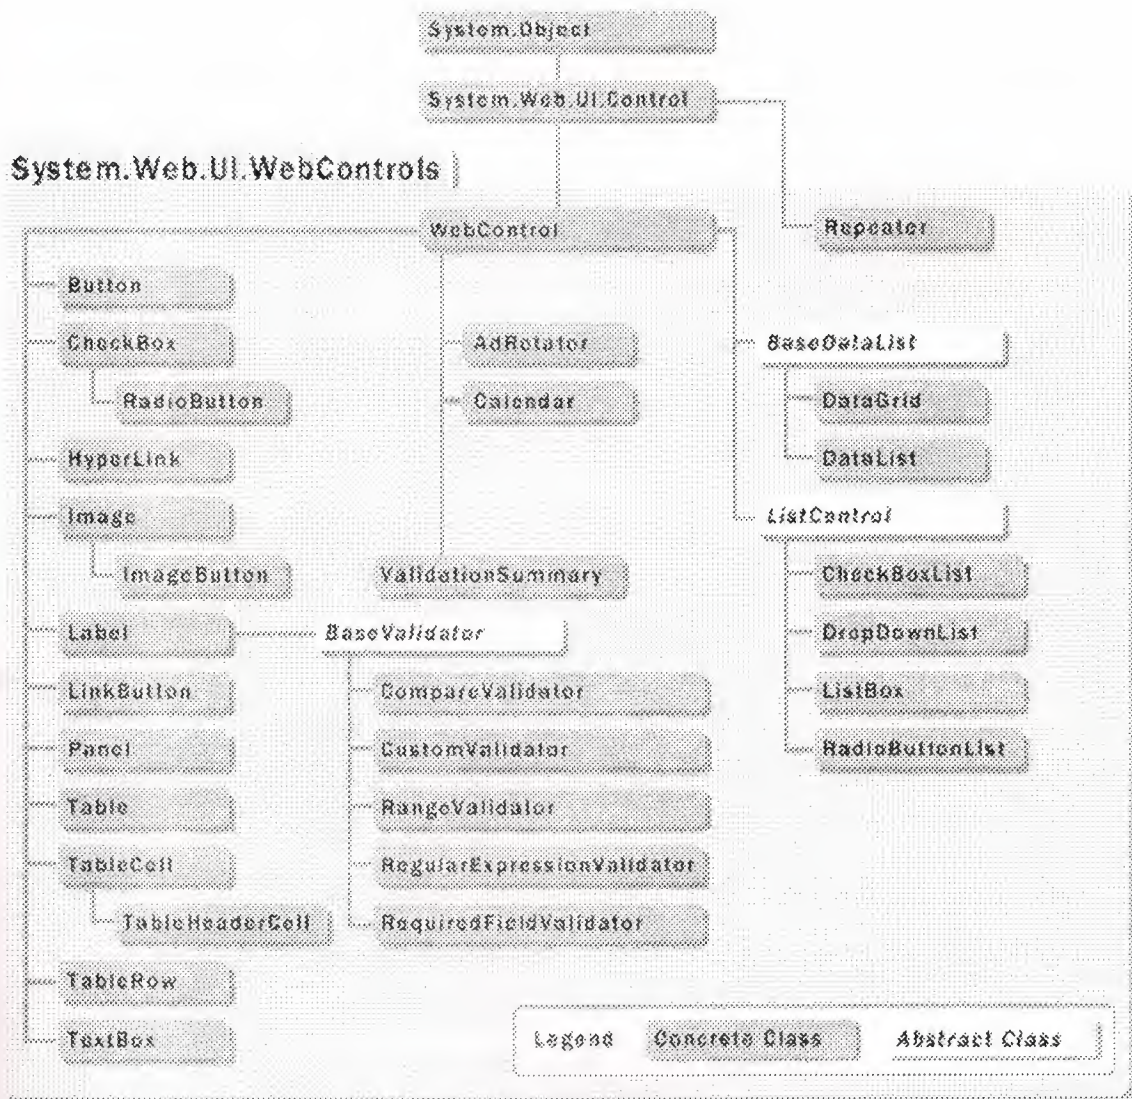 System.Object
System.Web.UI.Control
System.Web.UI.WebControls
WebControl
Repeater
Button
CheckBox
RadioButton
HyperLink
Image
ImageButton
Label
LinkButton
Panel
Table
TableCell
TableHeaderCell
TableRow
TextBox
AdRotator
Calendar
ValidationSummary
BaseValidator
CompareValidator
CustomValidator
RangeValidator
RegularExpressionValidator
RequiredFieldValidator
BaseDataList
DataGrid
DataList
ListControl
CheckBoxList
DropDownList
ListBox
RadioButtonList
Legend
Concrete Class
Abstract Class